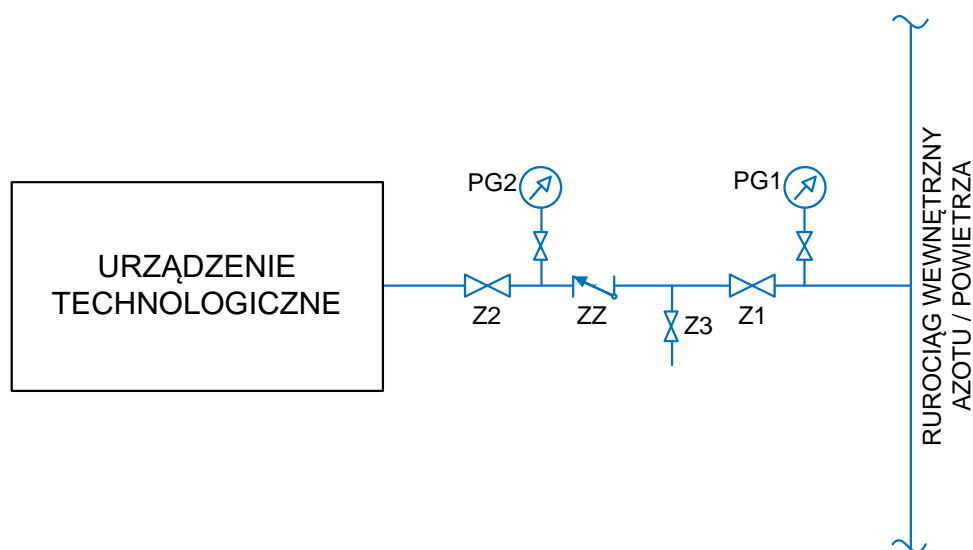 PG2
PG1
URZĄDZENIE
TECHNOLOGICZNE
Z2
ZZ
Z3
Z1
RUROCIĄG WEWNĘTRZNY
AZOTU / POWIETRZA